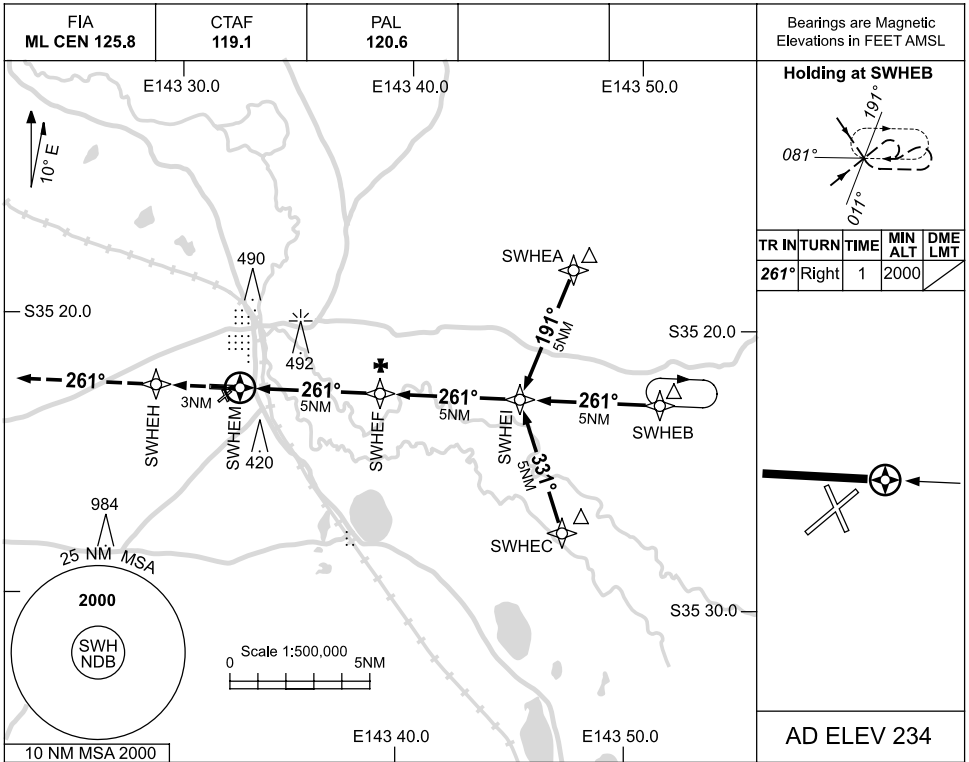 FIA
ML CEN 125.8
CTAF
119.1
PAL
120.6
Bearings are Magnetic
Elevations in FEET AMSL
E143 30.0
E143 40.0
E143 50.0
10° E
Holding at SWHEB
191°
081°
011°
TR IN
TURN
TIME
MIN ALT
DME LMT
261°
Right
1
2000
SWHEA
490
S35 20.0
S35 20.0
191°
5NM
492
261°
3NM
261°
5NM
261°
5NM
261°
5NM
SWHEH
SWHEM
SWHEF
SWHEI
SWHEB
420
331°
5NM
984
SWHEC
25 NM MSA
2000
SWH
NDB
S35 30.0
Scale 1:500,000
0
5NM
E143 40.0
E143 50.0
10 NM MSA 2000
AD ELEV 234